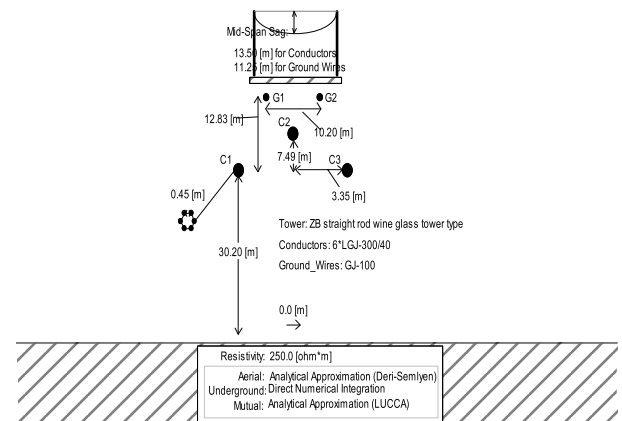 Mid-Span Sag:
13.50 [m] for Conductors
11.25 [m] for Ground Wires
G1 G2
12.83 [m]
10.20 [m]
C2
7.49 [m]
C1 C3
3.35 [m]
0.45 [m]
Tower: ZB straight rod wine glass tower type
Conductors: 6*LGJ-300/40
30.20 [m]
Ground_Wires: GJ-100
0.0 [m]
Resistivity: 250.0 [ohm*m]
Aerial: Analytical Approximation (Deri-Semlyen)
Underground: Direct Numerical Integration
Mutual: Analytical Approximation (LUCCA)